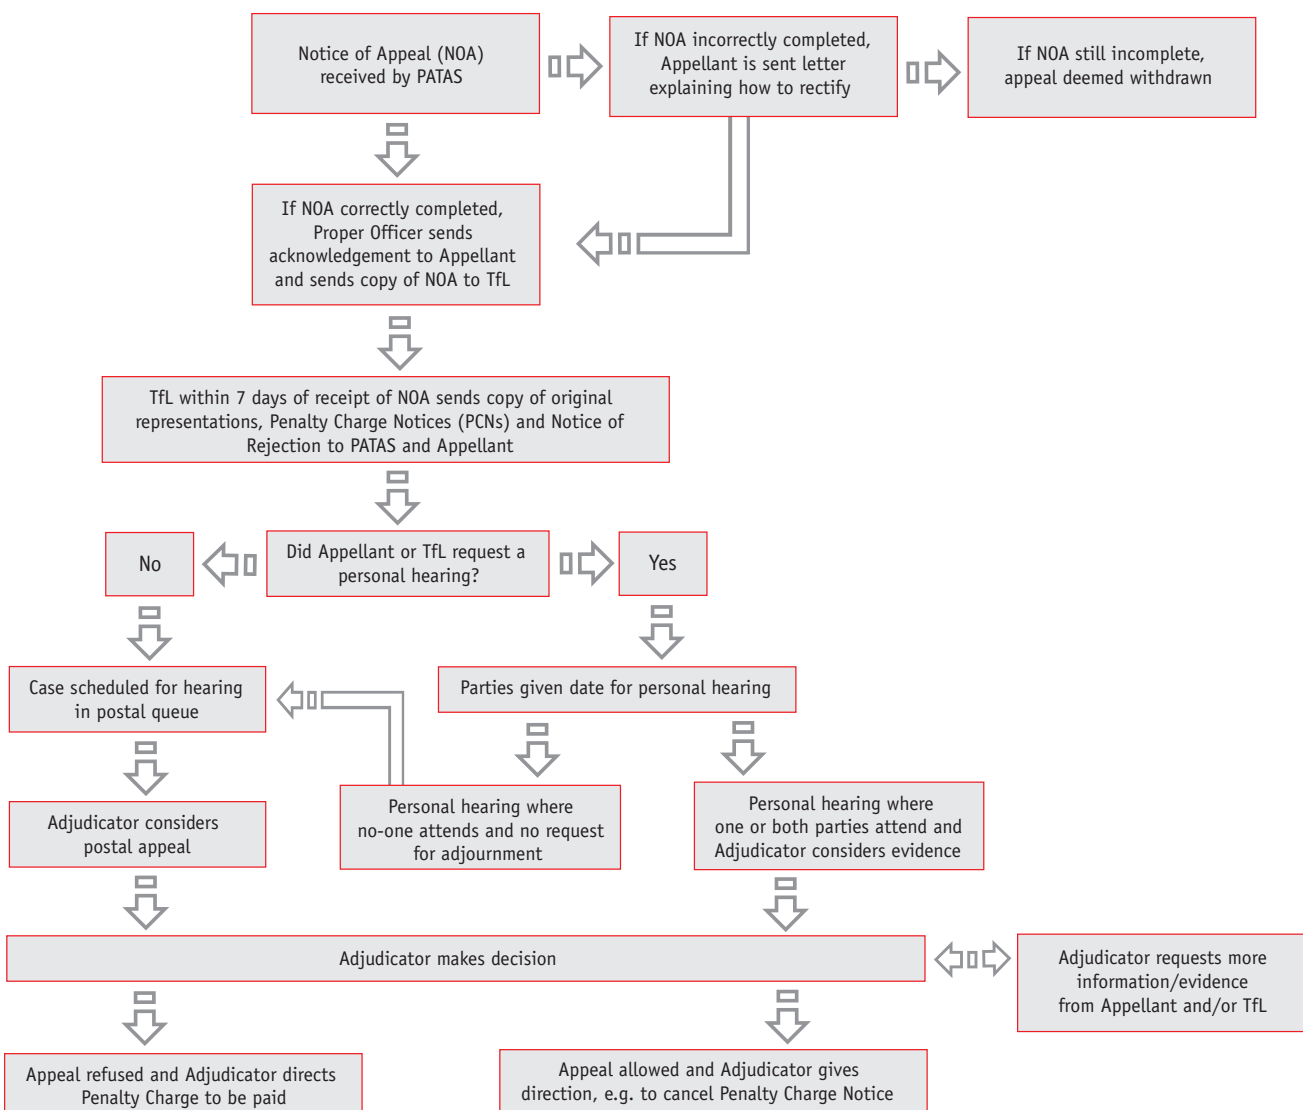 Notice of Appeal (NOA)
received by PATAS
If NOA incorrectly completed,
Appellant is sent letter
explaining how to rectify
If NOA still incomplete,
appeal deemed withdrawn
If NOA correctly completed,
Proper Officer sends
acknowledgement to Appellant
and sends copy of NOA to TfL
TfL within 7 days of receipt of NOA sends copy of original
representations, Penalty Charge Notices (PCNs) and Notice of
Rejection to PATAS and Appellant
No
Did Appellant or TfL request a
personal hearing?
Yes
Case scheduled for hearing
in postal queue
Parties given date for personal hearing
Adjudicator considers
postal appeal
Personal hearing where
no-one attends and no request
for adjournment
Personal hearing where
one or both parties attend and
Adjudicator considers evidence
Adjudicator makes decision
Adjudicator requests more
information/evidence
from Appellant and/or TfL
Appeal refused and Adjudicator directs
Penalty Charge to be paid
Appeal allowed and Adjudicator gives
direction, e.g. to cancel Penalty Charge Notice